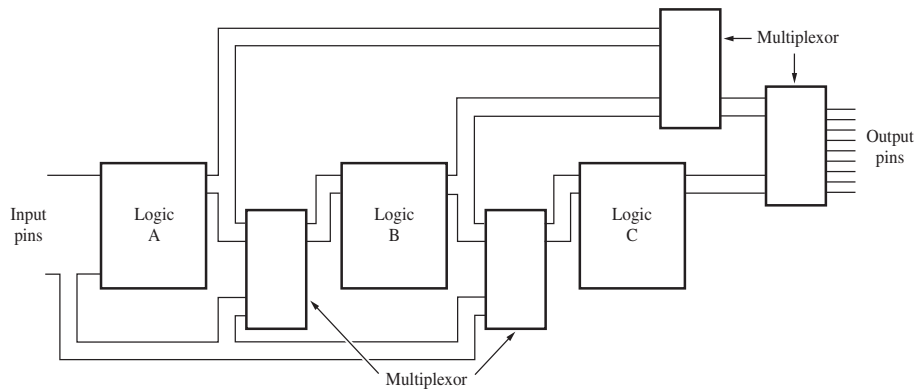 Multiplexor
Output
pins
Input
pins
Logic
A
Logic
B
Logic
C
Multiplexor